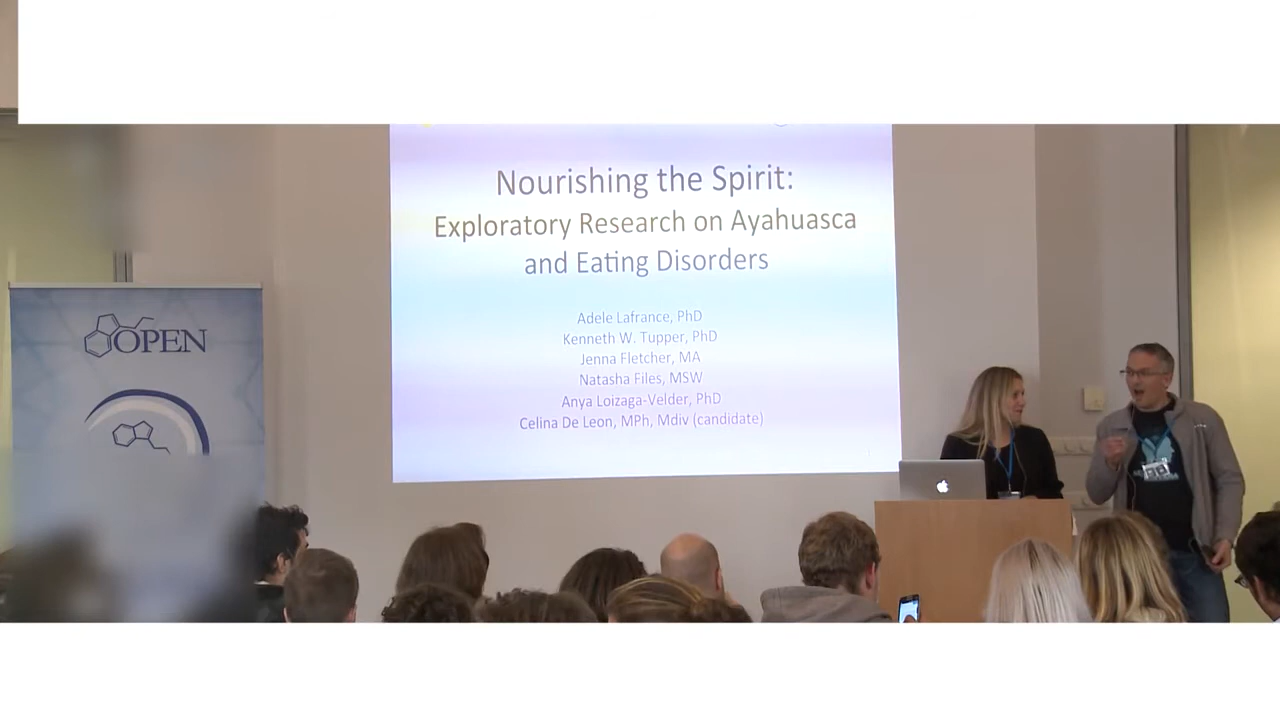 Nourishing the Spirit:
Exploratory Research on Ayahuasca
and Eating Disorders
Adele Lafrance, PhD
Kenneth W. Tupper, PhD
Jenna Fletcher, MA
Natasha Files, MSW
Anya Loizaga-Velder, PhD
Celina De Leon, MPh, Mdiv (candidate)
OPEN